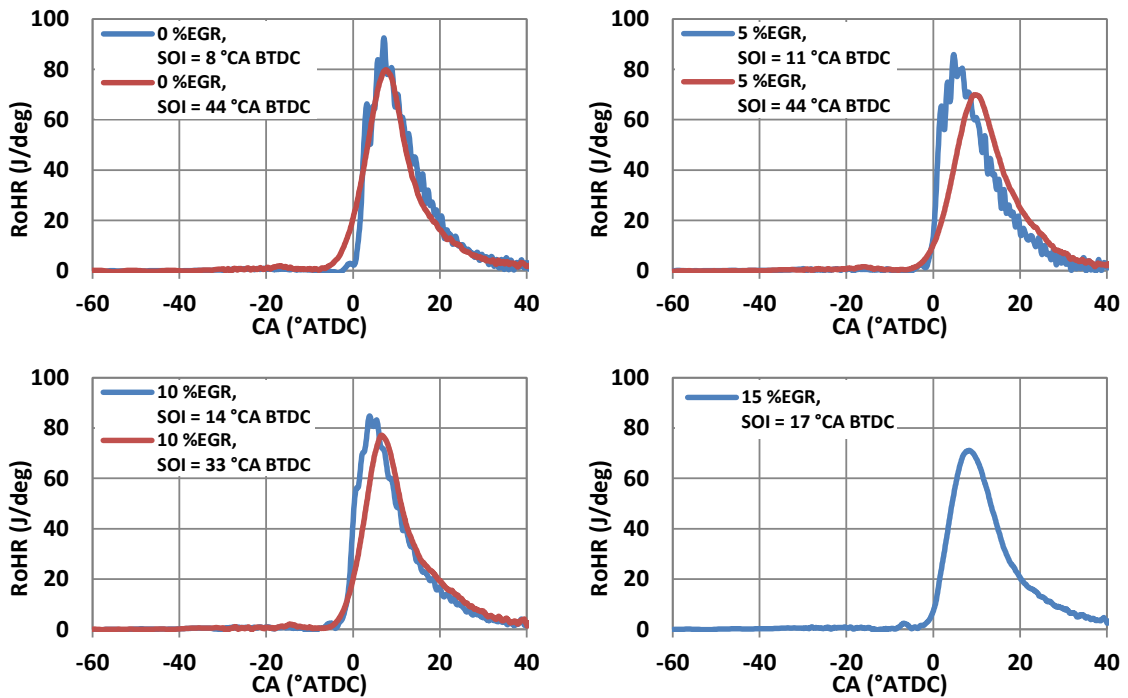 100
80
60
40
20
0
RoHR (J/deg)
0 %EGR,
SOI = 8 °CA BTDC
0 %EGR,
SOI = 44 °CA BTDC
-60 -40 -20 0 20 40
CA (°ATDC)
100
80
60
40
20
0
RoHR (J/deg)
5 %EGR,
SOI = 11 °CA BTDC
5 %EGR,
SOI = 44 °CA BTDC
-60 -40 -20 0 20 40
CA (°ATDC)
100
80
60
40
20
0
RoHR (J/deg)
10 %EGR,
SOI = 14 °CA BTDC
10 %EGR,
SOI = 33 °CA BTDC
-60 -40 -20 0 20 40
CA (°ATDC)
100
80
60
40
20
0
RoHR (J/deg)
15 %EGR,
SOI = 17 °CA BTDC
-60 -40 -20 0 20 40
CA (°ATDC)